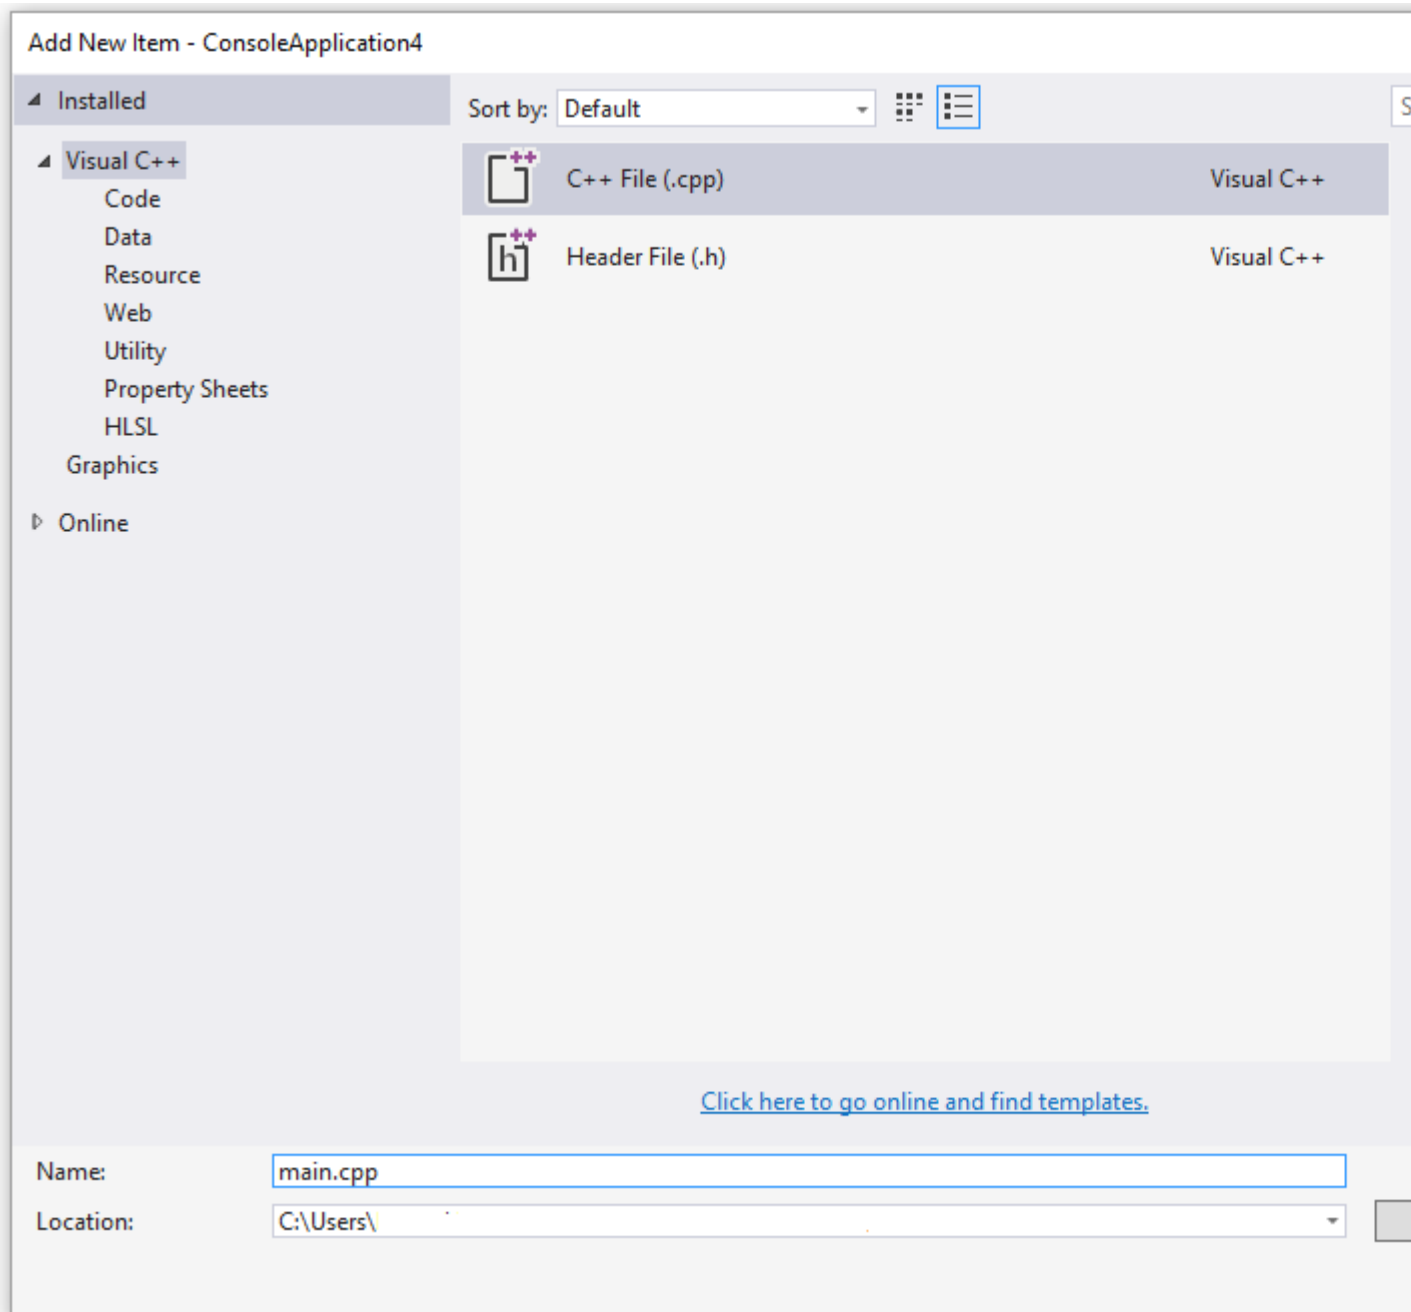 Add New Item - ConsoleApplication4
Installed
Visual C++
Code
Data
Resource
Web
Utility
Property Sheets
HLSL
Graphics
Online
Sort by: Default
C++ File (.cpp) Visual C++
Header File (.h) Visual C++
Click here to go online and find templates.
Name: main.cpp
Location: C:\Users\